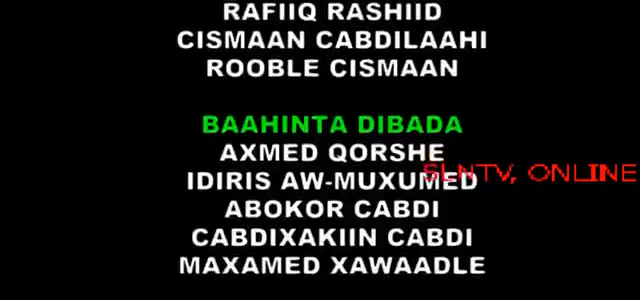 RAFIIQ RASHIID
CISMAAN CABDILAAHI
ROOBLE CISMAAN
BAAHINTA DIBADA
AXMED QORSHE
SLNTV, ONLINE
IDIRIS AW-MUXUMED
ABOKOR CABDI
CABDIXAKIIN CABDI
MAXAMED XAWAADLE